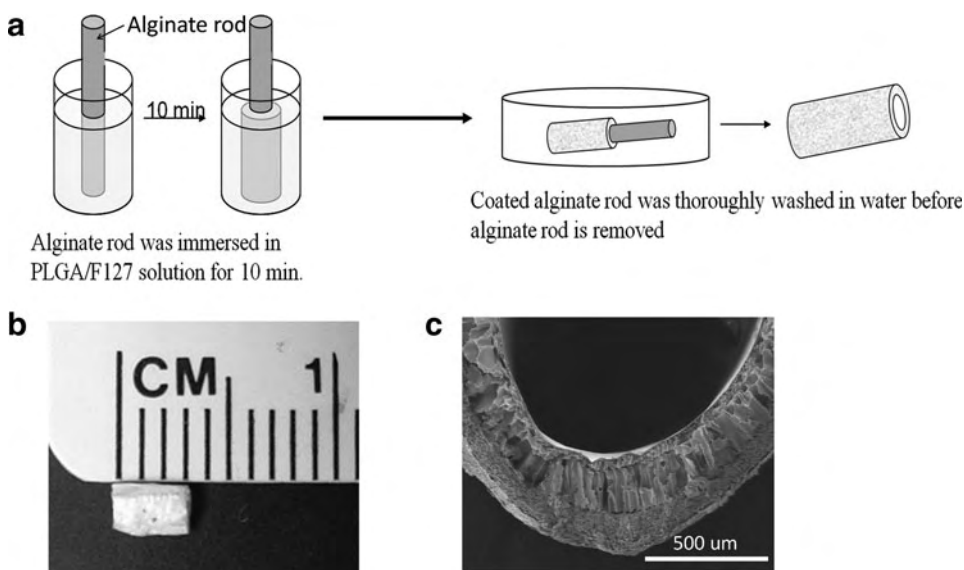 a
Alginate rod
10 min
Alginate rod was immersed in
PLGA/F127 solution for 10 min.
Coated alginate rod was thoroughly washed in water before
alginate rod is removed
b
CM 1
c
500 um